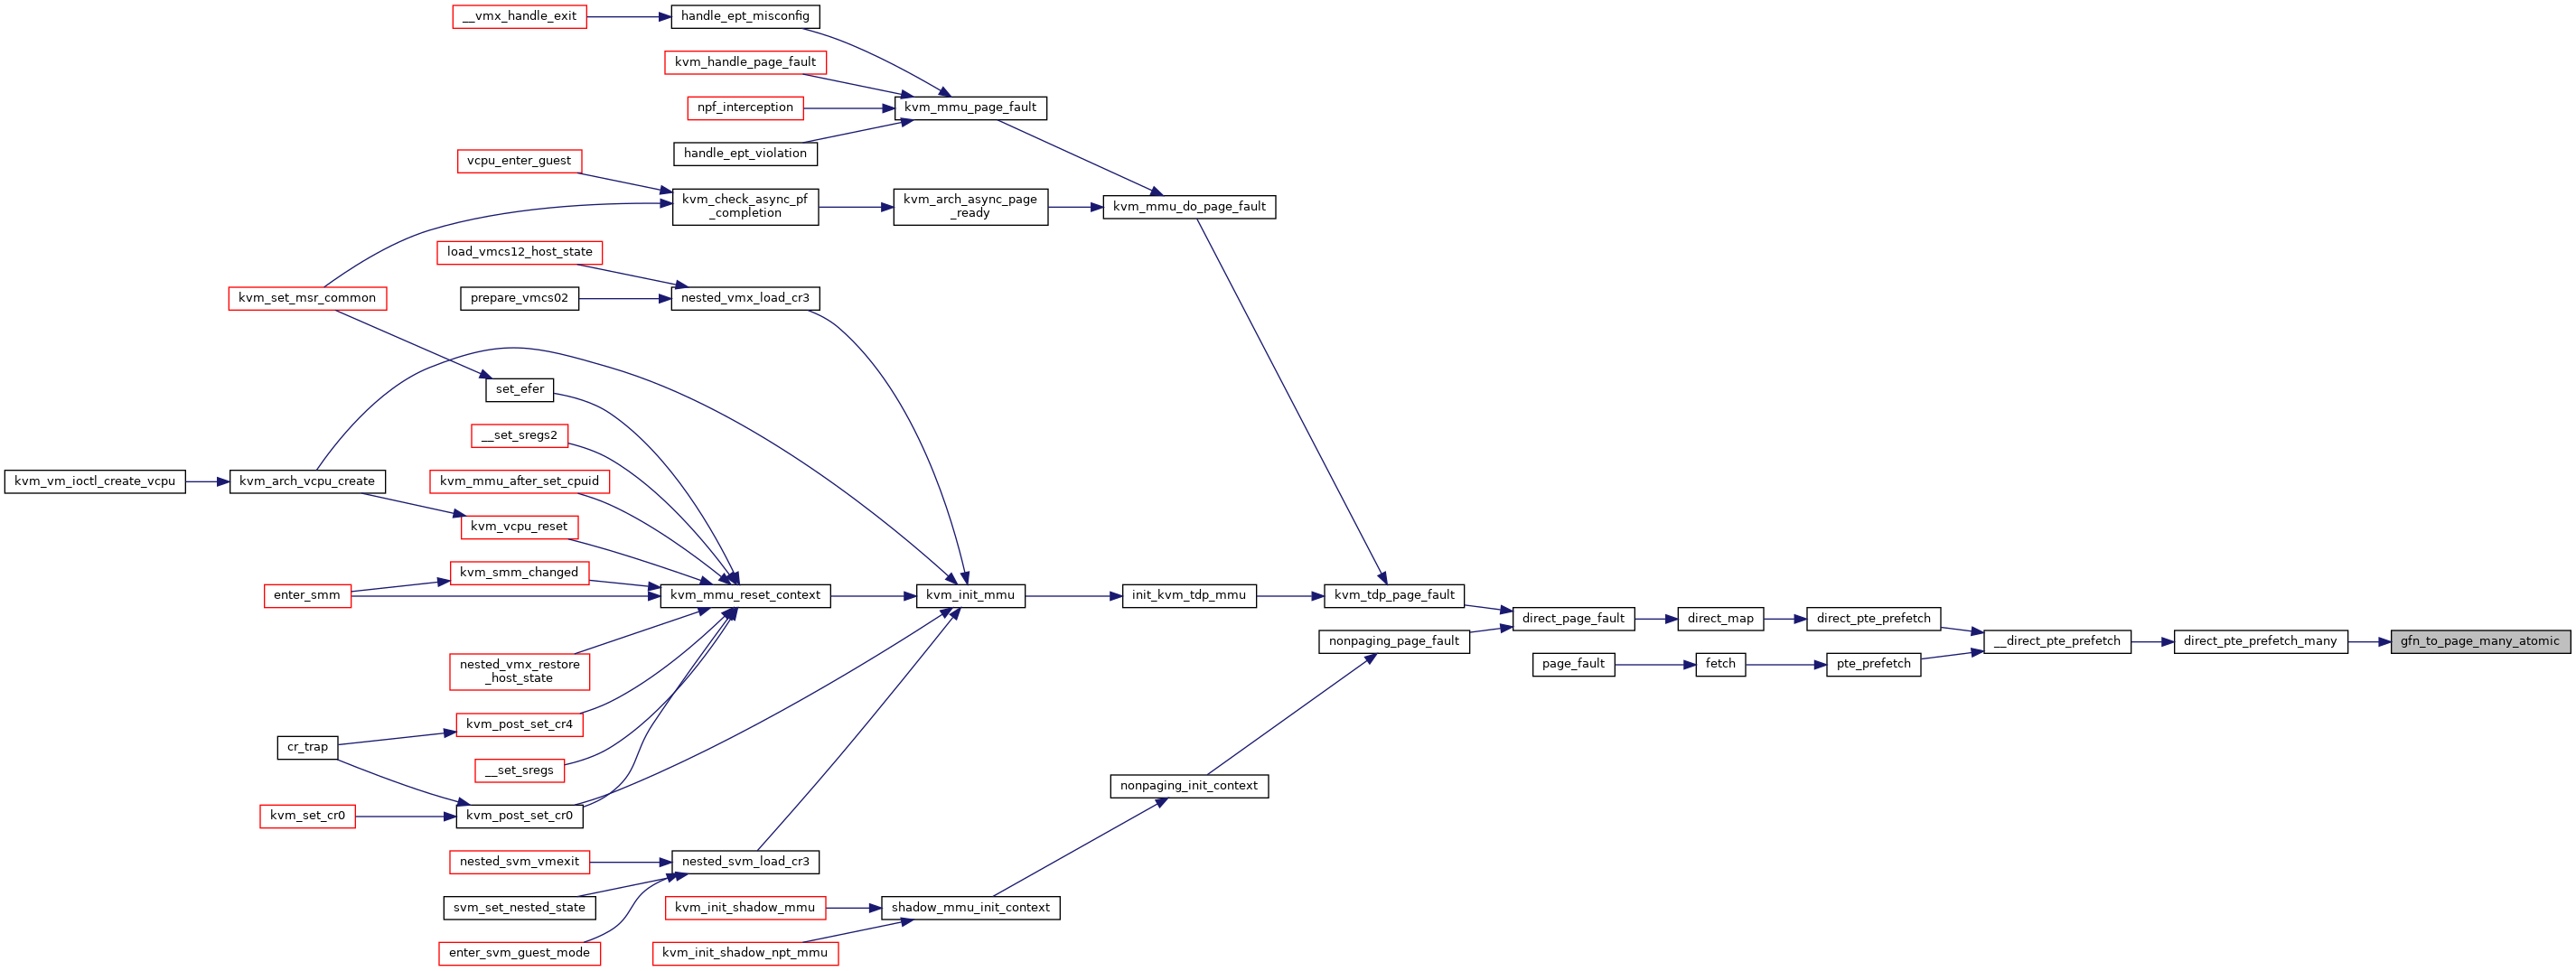 __vmx_handle_exit
handle_ept_misconfig
kvm_handle_page_fault
npf_interception
kvm_mmu_page_fault
handle_ept_violation
vcpu_enter_guest
kvm_check_async_pf
_completion
kvm_arch_async_page
_ready
kvm_mmu_do_page_fault
load_vmcs12_host_state
kvm_set_msr_common
prepare_vmcs02
nested_vmx_load_cr3
set_efer
__set_sregs2
kvm_vm_ioctl_create_vcpu
kvm_arch_vcpu_create
kvm_mmu_after_set_cpuid
kvm_vcpu_reset
kvm_smm_changed
enter_smm
kvm_mmu_reset_context
kvm_init_mmu
init_kvm_tdp_mmu
kvm_tdp_page_fault
direct_page_fault
direct_map
direct_pte_prefetch
nonpaging_page_fault
__direct_pte_prefetch
direct_pte_prefetch_many
gfn_to_page_many_atomic
page_fault
fetch
pte_prefetch
nested_vmx_restore
_host_state
kvm_post_set_cr4
cr_trap
__set_sregs
nonpaging_init_context
kvm_set_cr0
kvm_post_set_cr0
nested_svm_vmexit
nested_svm_load_cr3
svm_set_nested_state
kvm_init_shadow_mmu
shadow_mmu_init_context
enter_svm_guest_mode
kvm_init_shadow_npt_mmu